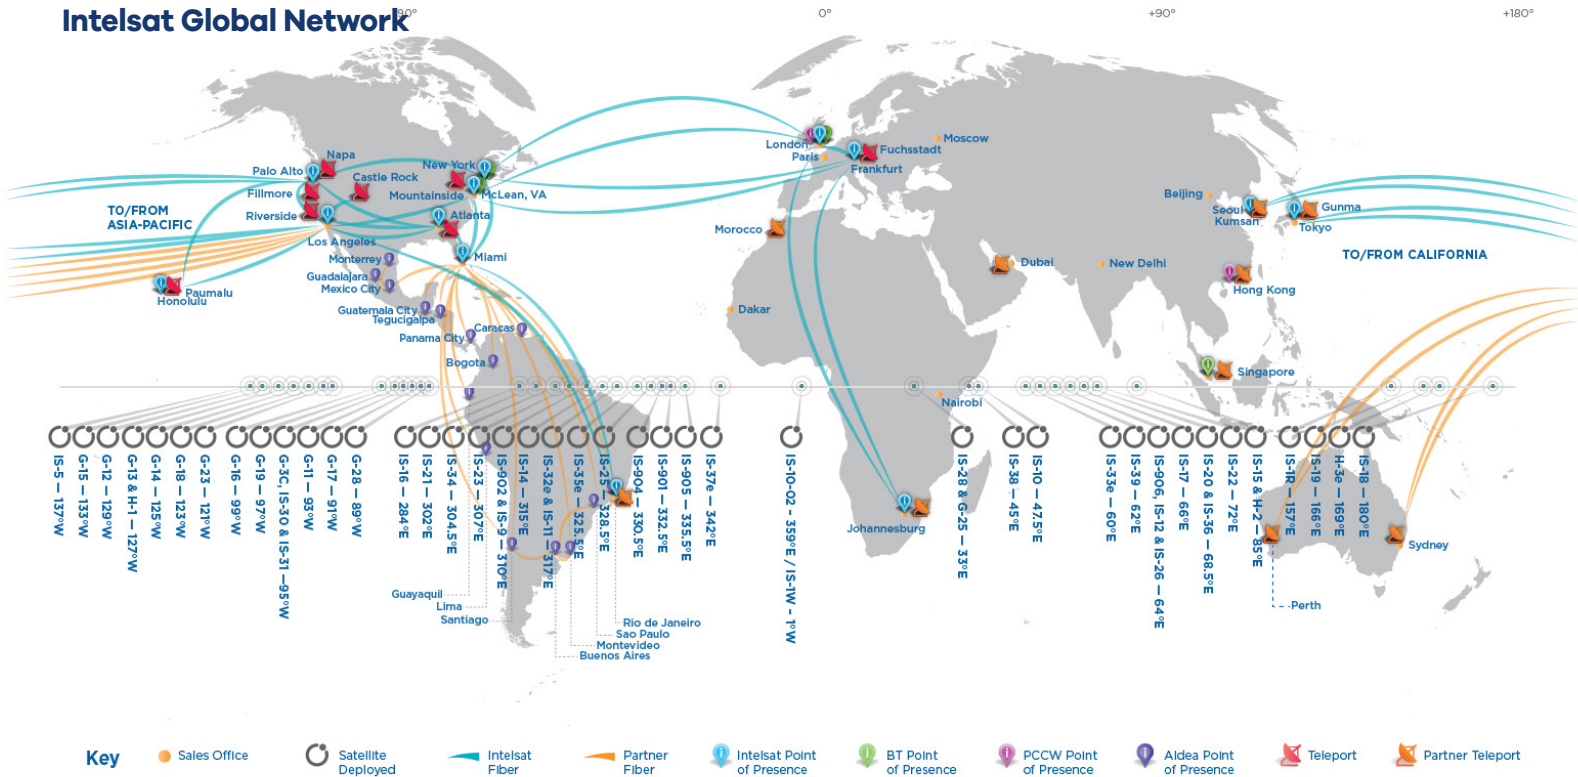 Intelsat Global Network
-90°
0°
+90°
+180°
Moscow
London
Paris
Fuchsstadt
Frankfurt
Napa
Palo Alto
Castle Rock
New York
Fillmore
Mountainside
McLean, VA
Riverside
Atlanta
TO/FROM
ASIA-PACIFIC
Los Angeles
Monterrey
Miami
Guadalajara
Mexico City
Paumalu
Honolulu
Guatemala City
Tegucigalpa
Caracas
Panama City
Bogota
Morocco
Dakar
Dubai
New Delhi
Beijing
Seoul
Kumsan
Gunma
Tokyo
TO/FROM CALIFORNIA
Hong Kong
Singapore
Nairobi
IS-5 — 137°W
G-15 — 133°W
G-12 — 129°W
G-13 & H-1 — 127°W
G-14 — 125°W
G-18 — 123°W
G-23 — 121°W
G-16 — 99°W
G-19 — 97°W
G-3C, IS-30 & IS-31 —95°W
G-11 — 93°W
G-17 — 91°W
G-28 — 89°W
IS-16 — 284°E
IS-21 — 302°E
IS-34 — 304.5°E
IS-23 — 307°E
IS-902 & IS-9 — 310°E
IS-14 — 315°E
IS-32e & IS-11 — 317°E
IS-35e — 325.5°E
IS-25 — 328.5°E
IS-904 — 330.5°E
IS-901 — 332.5°E
IS-905 — 335.5°E
IS-37e — 342°E
IS-10-02 — 359°E / IS-1W - 1°W
IS-28 & G-25 — 33°E
IS-38 — 45°E
IS-10 — 47.5°E
IS-33e — 60°E
IS-39 — 62°E
IS-906, IS-12 & IS-26 — 64°E
IS-17 — 66°E
IS-20 & IS-36 — 68.5°E
IS-22 — 72°E
IS-15 & H-2 — 85°E
IS-1R — 157°E
IS-19 — 166°E
H-3e — 169°E
IS-18 — 180°E
Johannesburg
Sydney
Perth
Guayaquil
Lima
Santiago
Rio de Janeiro
Sao Paulo
Montevideo
Buenos Aires
Key
Sales Office
Satellite
Deployed
Intelsat
Fiber
Partner
Fiber
Intelsat Point
of Presence
BT Point
of Presence
PCCW Point
of Presence
Aldea Point
of Presence
Teleport
Partner Teleport